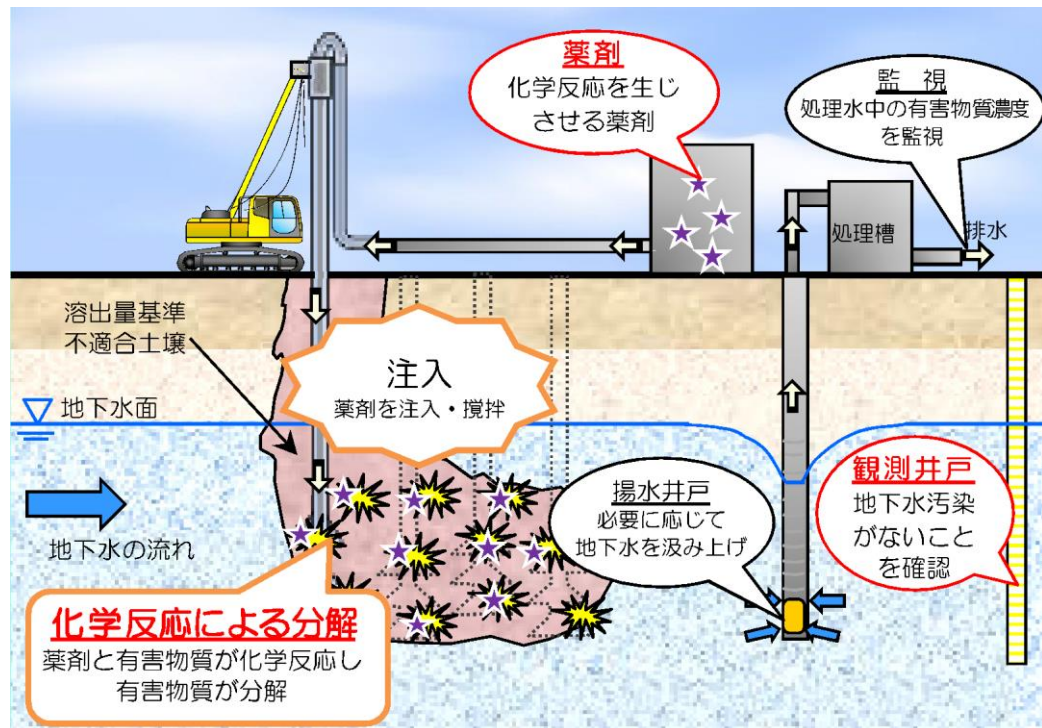 薬剤
化学反応を生じ
させる薬剤
監 視
処理水中の有害物質濃度
を監視
処理槽
排水
溶出量基準
不適合土壌
注入
薬剤を注入・撹拌
地下水面
地下水の流れ
揚水井戸
必要に応じて
地下水を汲み上げ
観測井戸
地下水汚染
がないこと
を確認
化学反応による分解
薬剤と有害物質が化学反応し
有害物質が分解